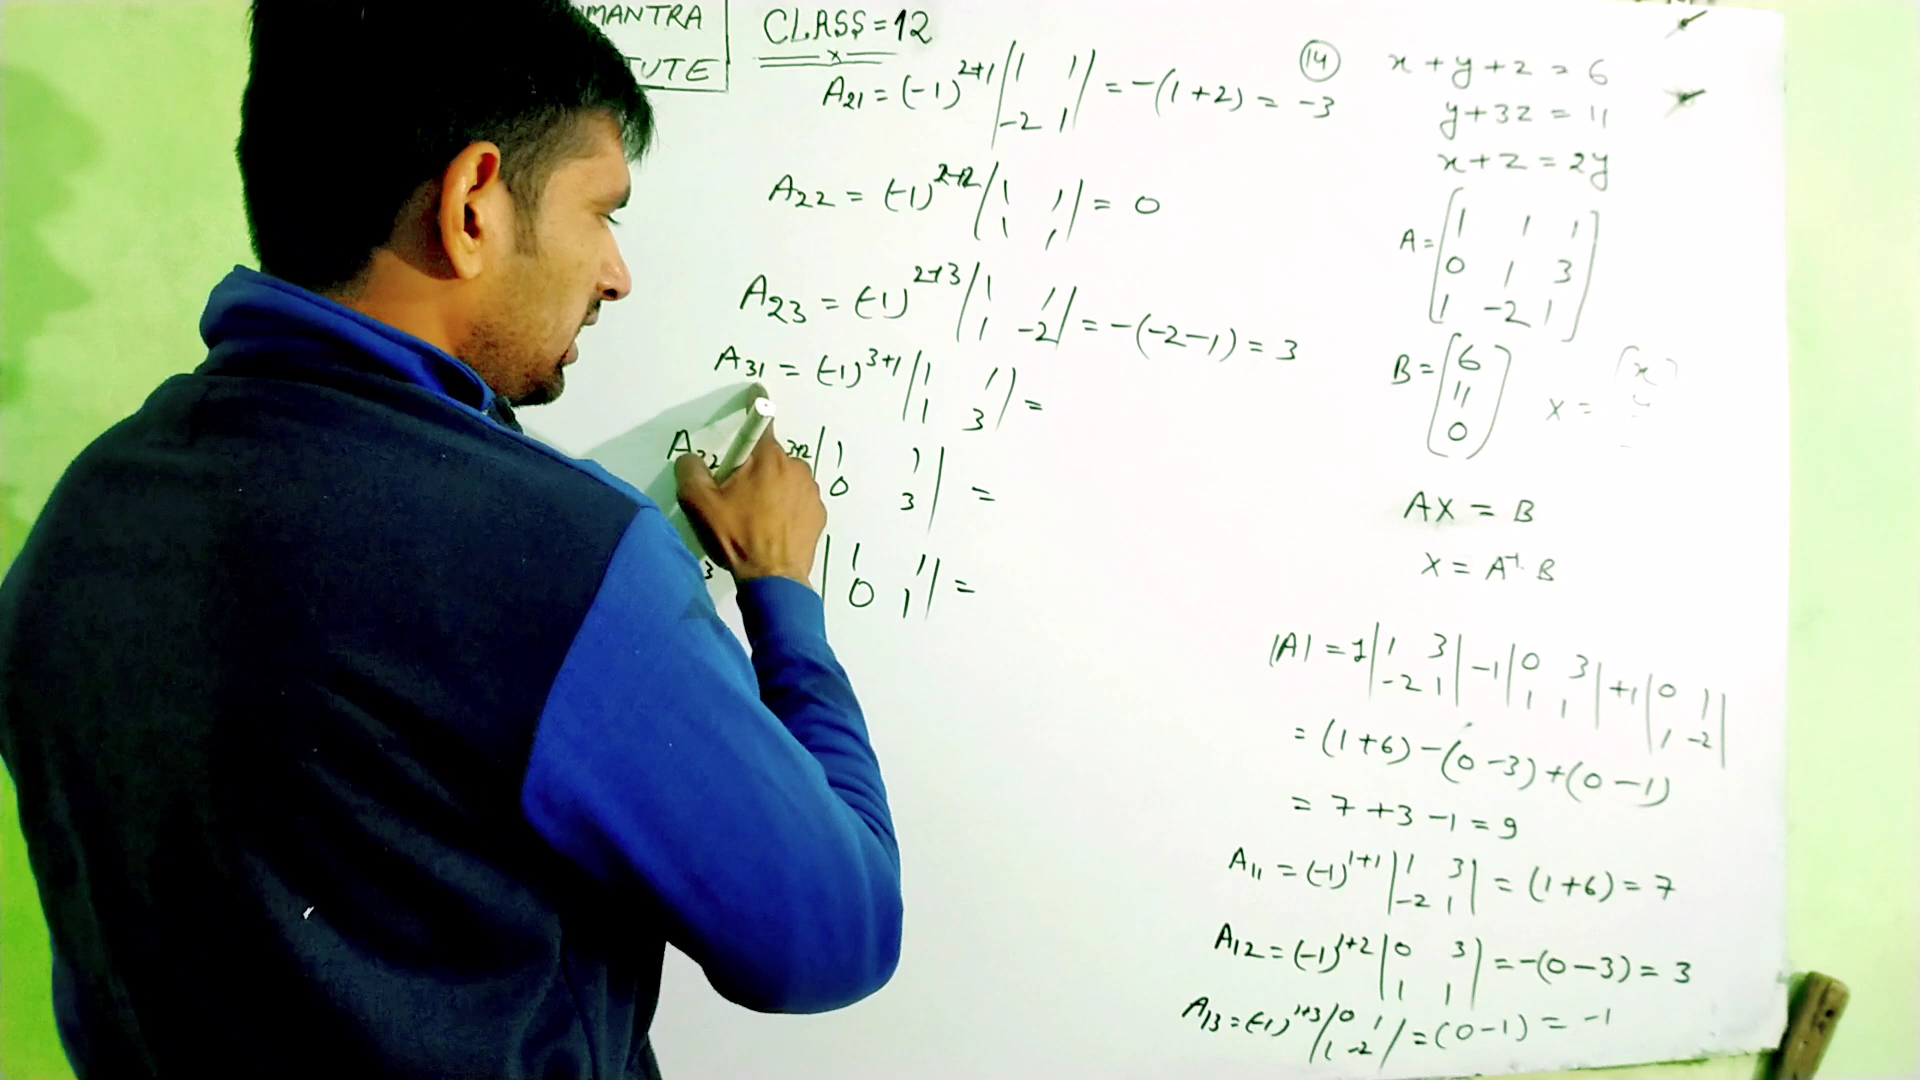 MANTRA
TUTE
CLASS=12
x
A21 = (-1)^2+1 |1 1; -2 1| = -(1+2) = -3
A22 = (-1)^2+2 |1 1; 1 1| = 0
A23 = (-1)^2+3 |1 1; 1 -2| = -(-2-1) = 3
A31 = (-1)^3+1 |1 1; 1 3| =
A32 3+2 |1 1; 0 3| =
3 |1 1; 0 1| =
14 x+y+z = 6
y+3z = 11
x+z = 2y
A = [1 1 1; 0 1 3; 1 -2 1]
B = [6; 11; 0] X = [x; y
AX = B
X = A^-1. B
|A| = 1|1 3; -2 1| -1|0 3; 1 1| +1|0 1; 1 -2|
= (1+6)-(0-3)+(0-1)
= 7+3-1=9
A11 = (-1)^1+1 |1 3; -2 1| = (1+6) = 7
A12 = (-1)^1+2 |0 3; 1 1| = -(0-3) = 3
A13 = (-1)^1+3 |0 1; 1 -2| = (0-1) = -1